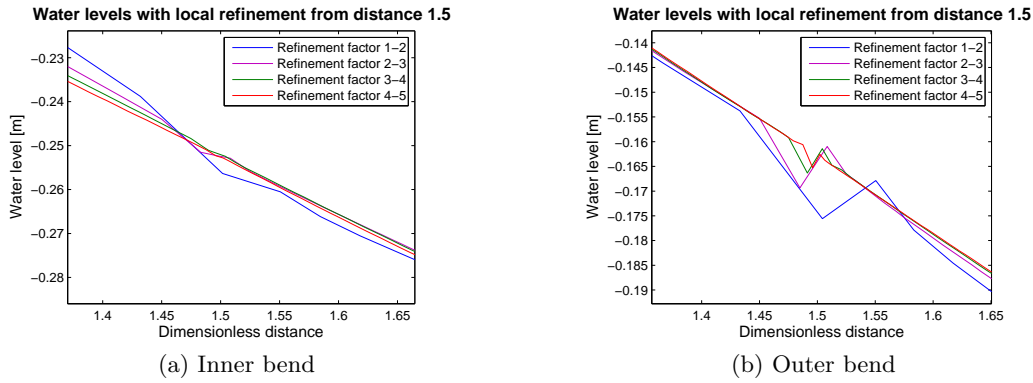 Water levels with local refinement from distance 1.5
Refinement factor 1−2
Refinement factor 2−3
Refinement factor 3−4
Refinement factor 4−5
−0.23
−0.24
−0.25
−0.26
−0.27
−0.28
Water level [m]
1.4 1.45 1.5 1.55 1.6 1.65
Dimensionless distance
(a) Inner bend
Water levels with local refinement from distance 1.5
Refinement factor 1−2
Refinement factor 2−3
Refinement factor 3−4
Refinement factor 4−5
−0.14
−0.145
−0.15
−0.155
−0.16
−0.165
−0.17
−0.175
−0.18
−0.185
−0.19
Water level [m]
1.4 1.45 1.5 1.55 1.6 1.65
Dimensionless distance
(b) Outer bend